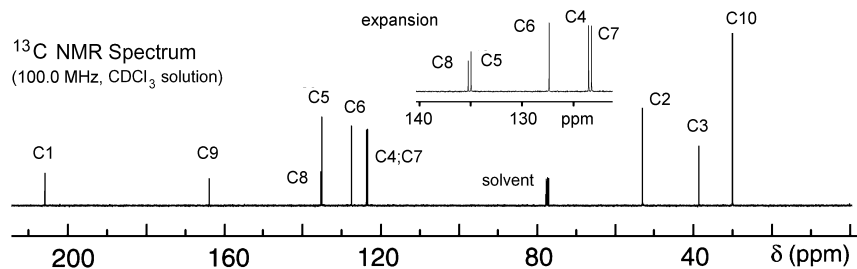 expansion
C10
¹³C NMR Spectrum
(100.0 MHz, CDCl₃ solution)
C6
C4
C7
C8
C5
140
130
ppm
C5
C6
C2
C3
C1
C9
C8
C4;C7
solvent
200
160
120
80
40
δ (ppm)